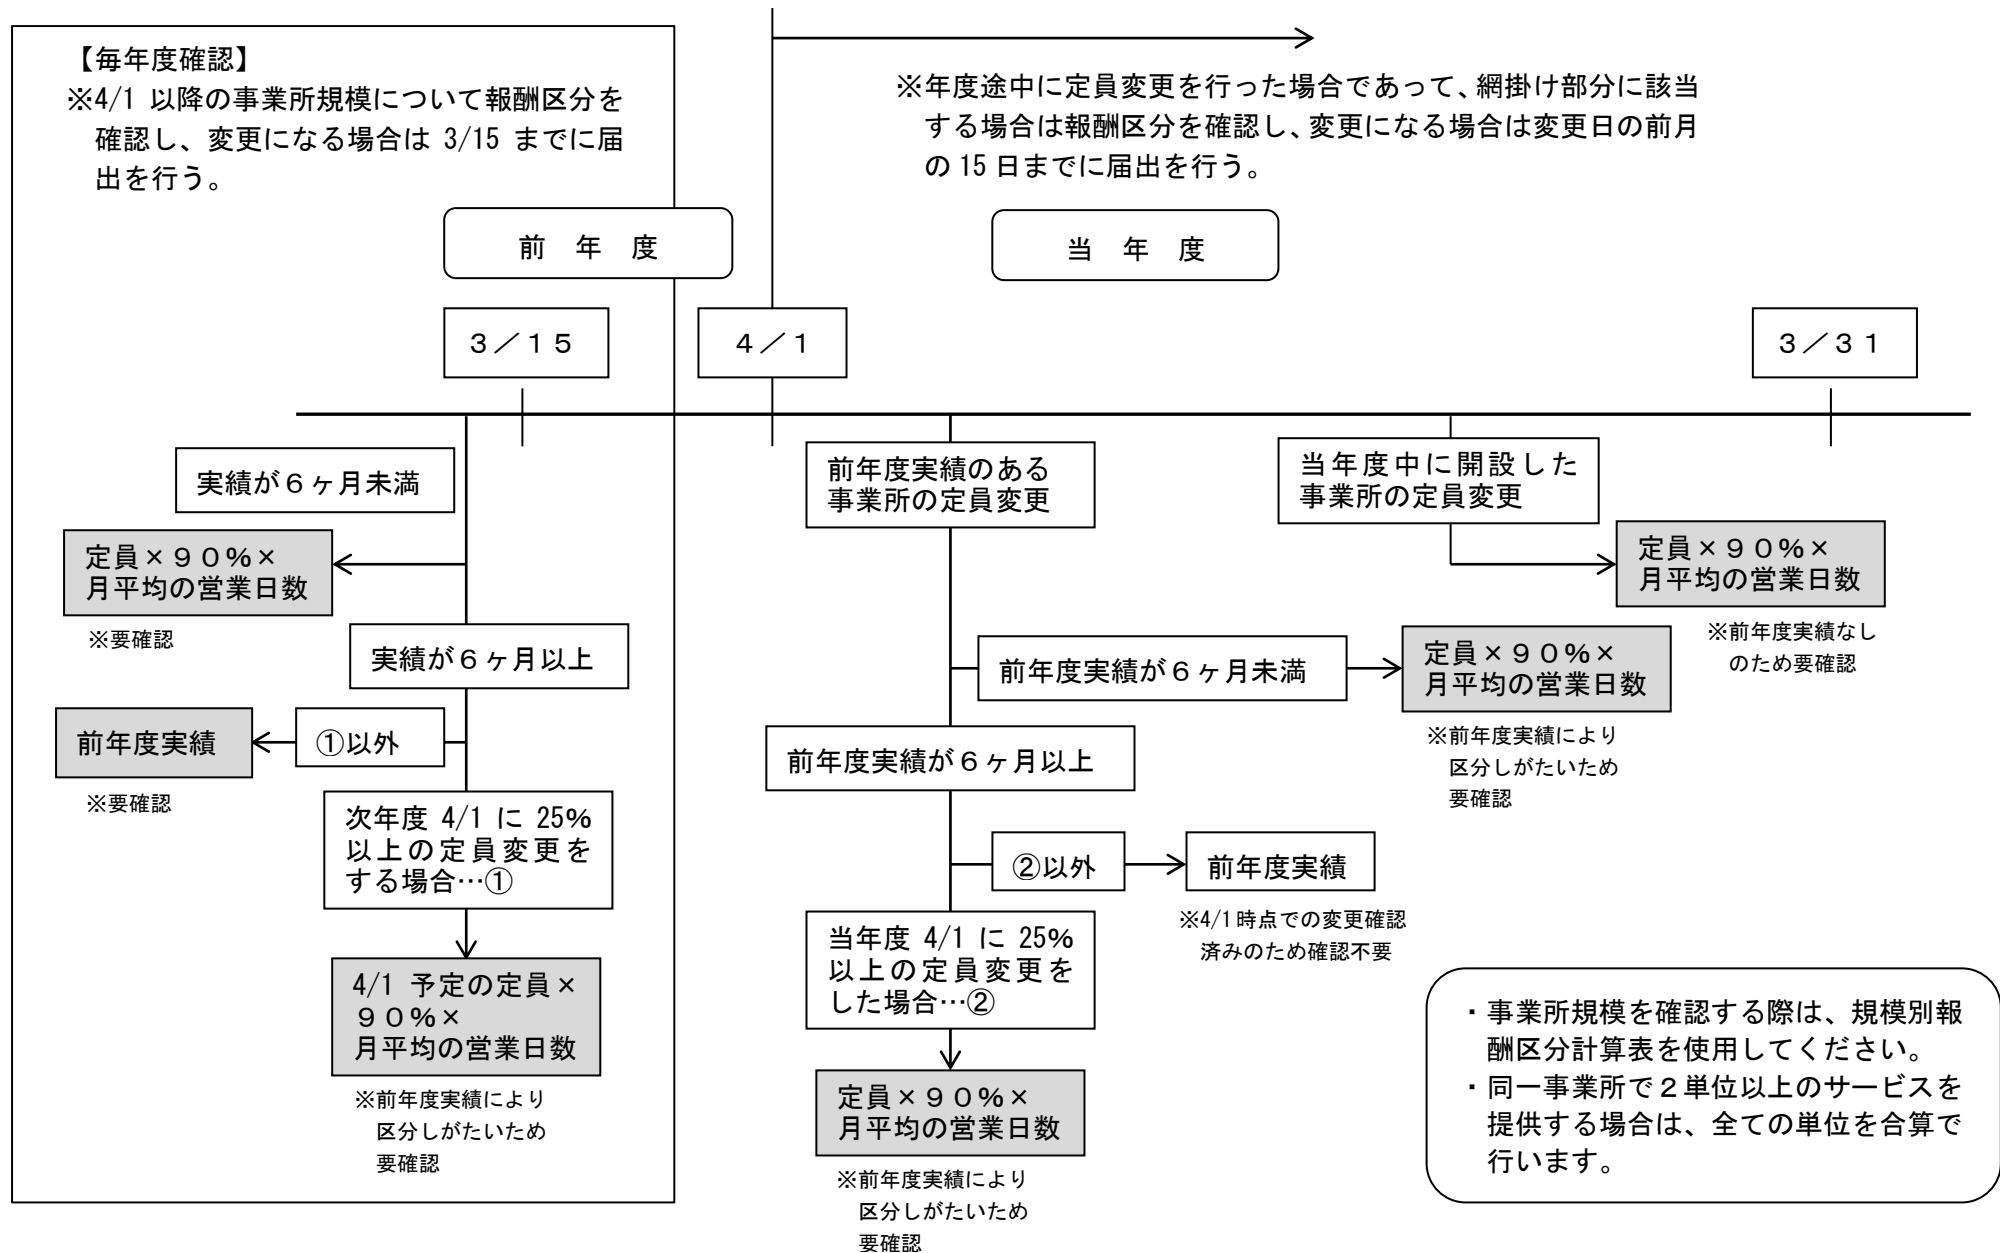 【毎年度確認】
※4/1 以降の事業所規模について報酬区分を
確認し、変更になる場合は 3/15 までに届
出を行う。
※年度途中に定員変更を行った場合であって、網掛け部分に該当
する場合は報酬区分を確認し、変更になる場合は変更日の前月
の 15 日までに届出を行う。
前 年 度
当 年 度
3/15
4/1
3/31
実績が6ヶ月未満
定員×90%×
月平均の営業日数
※要確認
実績が6ヶ月以上
①以外
前年度実績
※要確認
次年度 4/1 に 25%
以上の定員変更を
する場合…①
4/1 予定の定員×
90%×
月平均の営業日数
※前年度実績により
区分しがたいため
要確認
前年度実績のある
事業所の定員変更
前年度実績が6ヶ月未満
定員×90%×
月平均の営業日数
※前年度実績により
区分しがたいため
要確認
前年度実績が6ヶ月以上
②以外
前年度実績
※4/1 時点での変更確認
済みのため確認不要
当年度 4/1 に 25%
以上の定員変更を
した場合…②
定員×90%×
月平均の営業日数
※前年度実績により
区分しがたいため
要確認
当年度中に開設した
事業所の定員変更
定員×90%×
月平均の営業日数
※前年度実績なし
のため要確認
・事業所規模を確認する際は、規模別報
酬区分計算表を使用してください。
・同一事業所で2単位以上のサービスを
提供する場合は、全ての単位を合算で
行います。